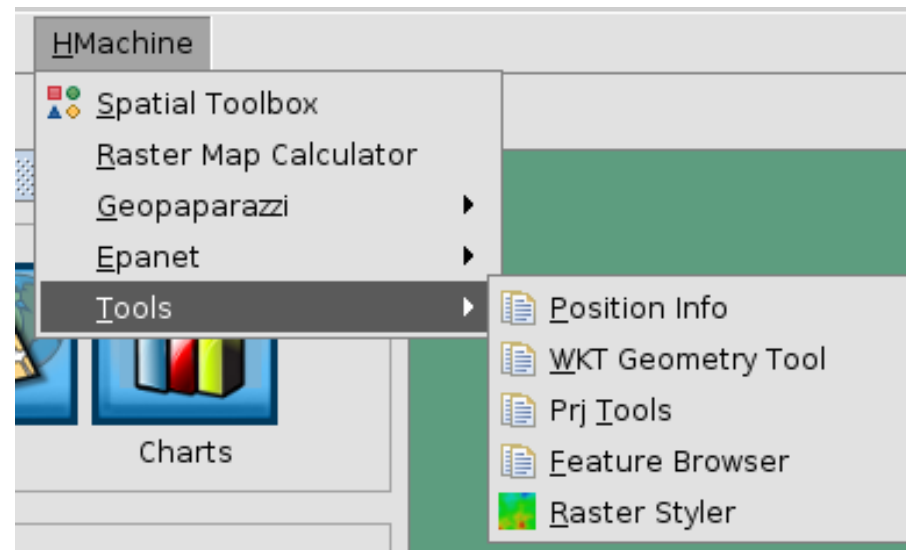 HMachine
Spatial Toolbox
Raster Map Calculator
Geopaparazzi
Epanet
Tools
Position Info
WKT Geometry Tool
Prj Tools
Feature Browser
Raster Styler
Charts